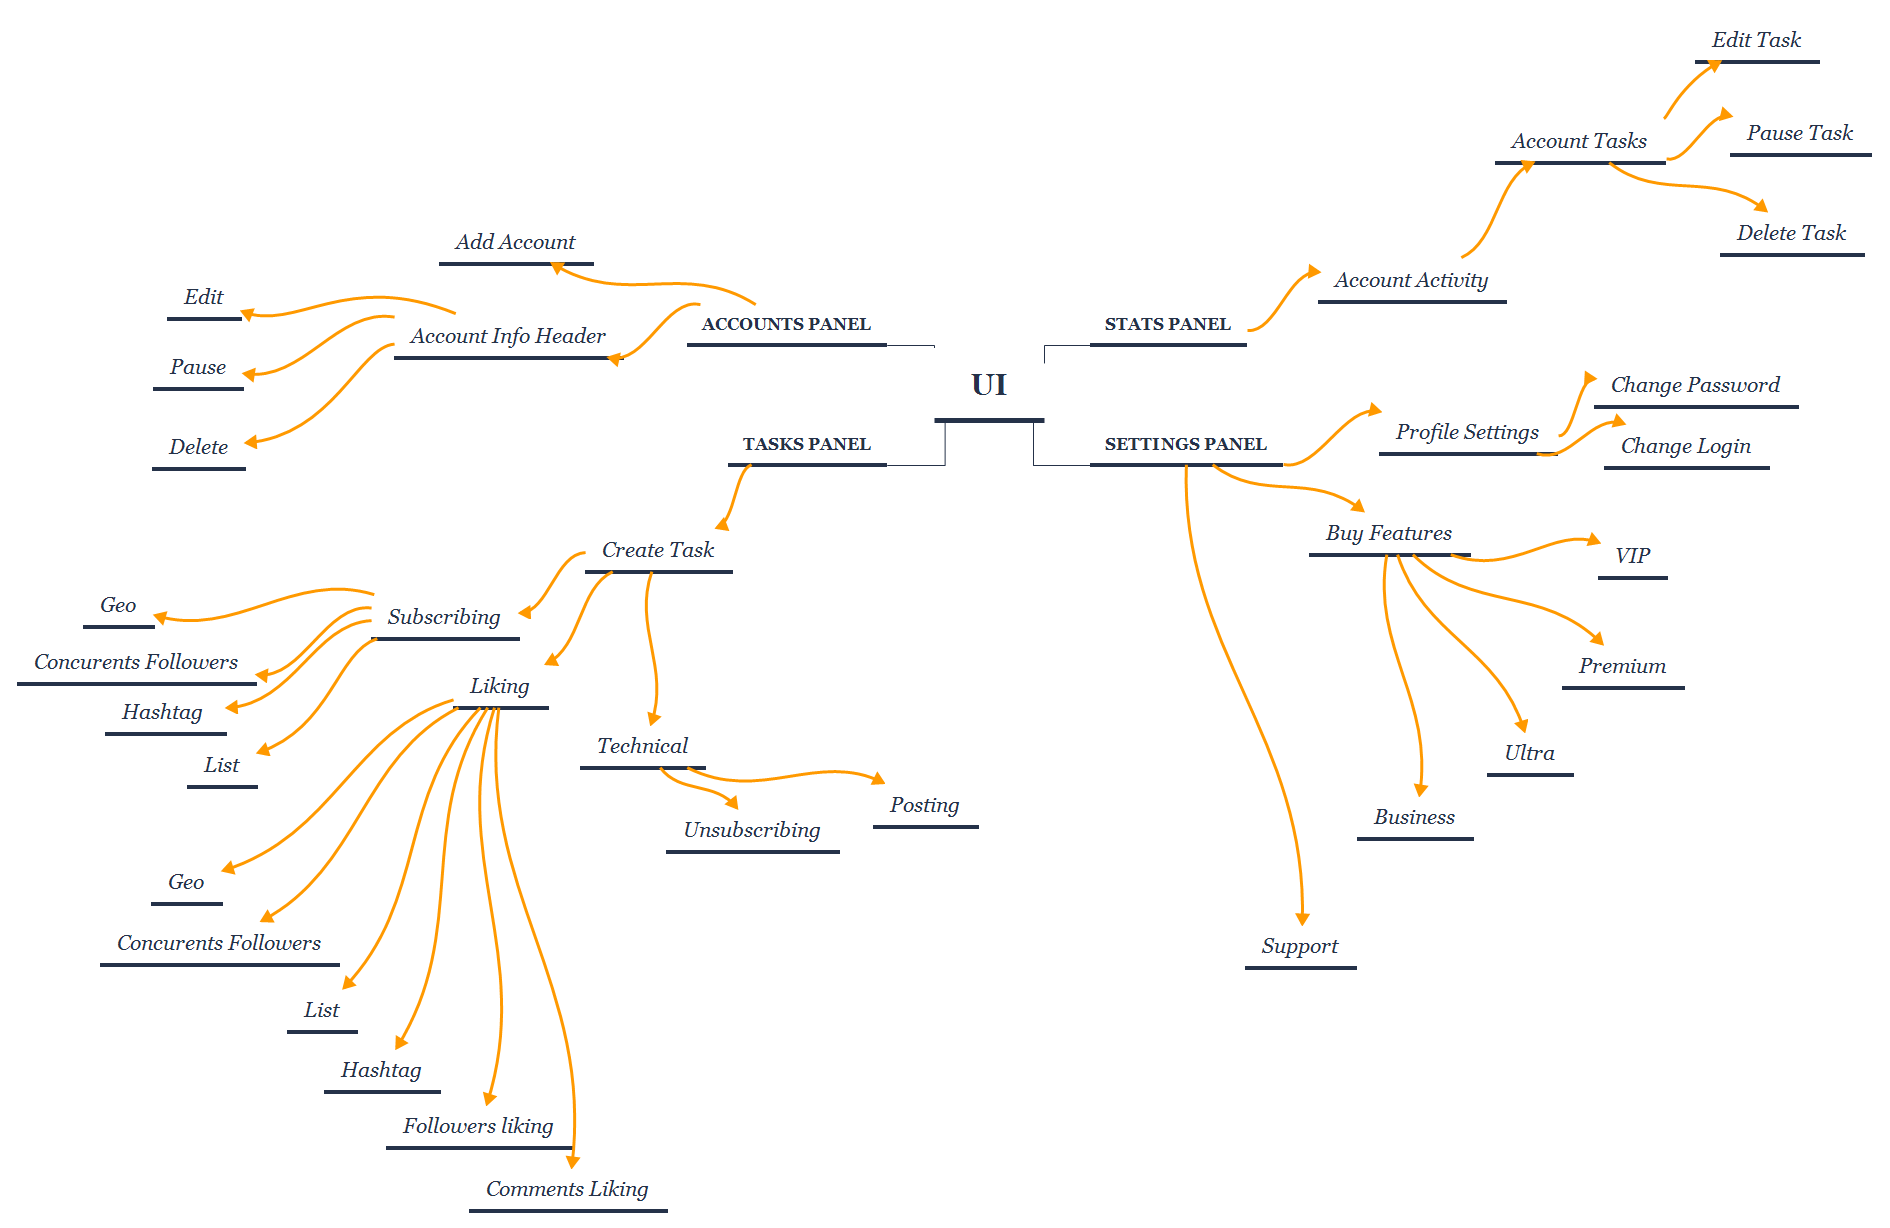 Edit Task
Pause Task
Account Tasks
Delete Task
Add Account
Account Activity
Edit
Account Info Header
ACCOUNTS PANEL
STATS PANEL
Pause
UI
Change Password
Delete
TASKS PANEL
SETTINGS PANEL
Profile Settings
Change Login
Create Task
Buy Features
VIP
Geo
Subscribing
Concurents Followers
Liking
Premium
Hashtag
List
Technical
Ultra
Posting
Unsubscribing
Business
Geo
Concurents Followers
Support
List
Hashtag
Followers liking
Comments Liking